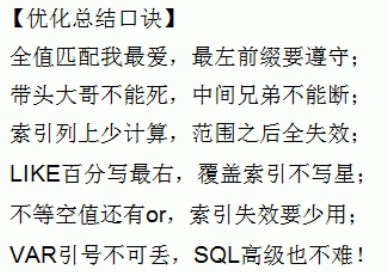 【优化总结口诀】
全值匹配我最爱，最左前缀要遵守；
带头大哥不能死，中间兄弟不能断；
索引列上少计算，范围之后全失效；
LIKE百分写最右，覆盖索引不写星；
不等空值还有or，索引失效要少用；
VAR引号不可丢，SQL高级也不难！